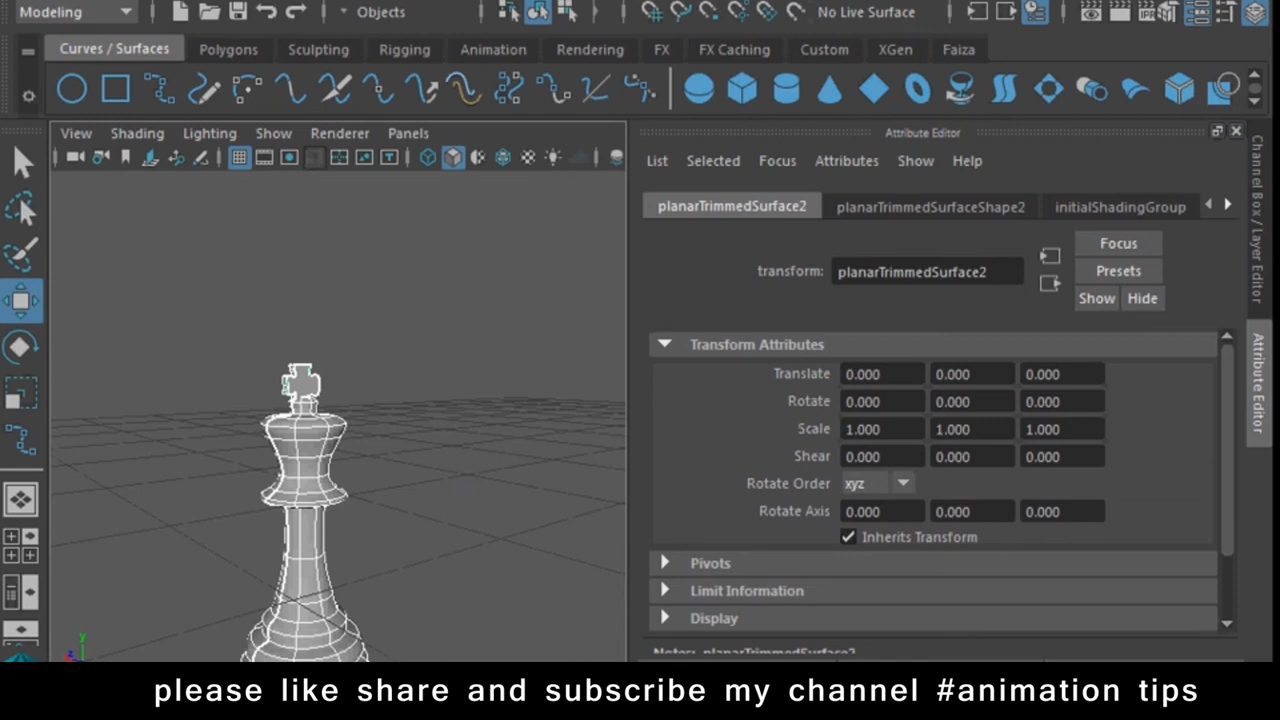 Modeling
Objects
No Live Surface
IPR
Curves / Surfaces
Polygons
Sculpting
Rigging
Animation
Rendering
FX
FX Caching
Custom
XGen
Faiza
View
Shading
Lighting
Show
Renderer
Panels
Attribute Editor
List
Selected
Focus
Attributes
Show
Help
planarTrimmedSurface2
planarTrimmedSurfaceShape2
initialShadingGroup
transform: planarTrimmedSurface2
Focus
Presets
Show
Hide
Transform Attributes
Translate 0.000 0.000 0.000
Rotate 0.000 0.000 0.000
Scale 1.000 1.000 1.000
Shear 0.000 0.000 0.000
Rotate Order xyz
Rotate Axis 0.000 0.000 0.000
Inherits Transform
Pivots
Limit Information
Display
Notes: planarTrimmedSurface2
Channel Box / Layer Editor
Attribute Editor
y
z
please like share and subscribe my channel #animation tips